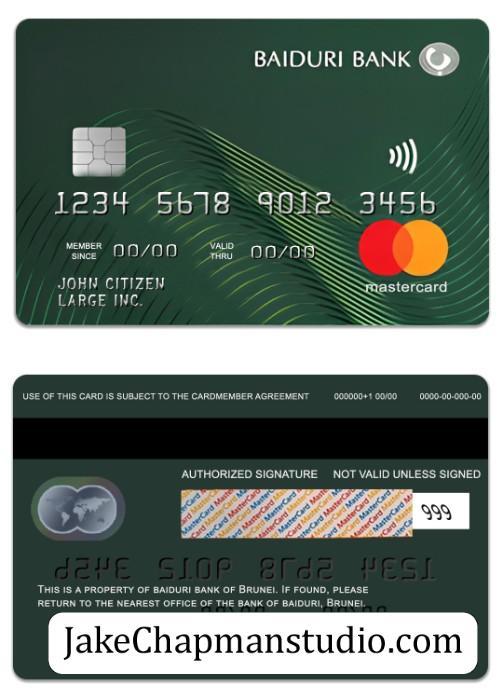 BAIDURI BANK
1234 5678 9012 3456
MEMBER SINCE 00/00 VALID THRU 00/00
JOHN CITIZEN
LARGE INC.
mastercard
USE OF THIS CARD IS SUBJECT TO THE CARDMEMBER AGREEMENT 000000+1 00/00 0000-00-000-00
AUTHORIZED SIGNATURE NOT VALID UNLESS SIGNED
MasterCard MasterCard MasterCard
999
THIS IS A PROPERTY OF BAIDURI BANK OF BRUNEI. IF FOUND, PLEASE
RETURN TO THE NEAREST OFFICE OF THE BANK OF BAIDURI, BRUNEI.
JakeChapmanstudio.com